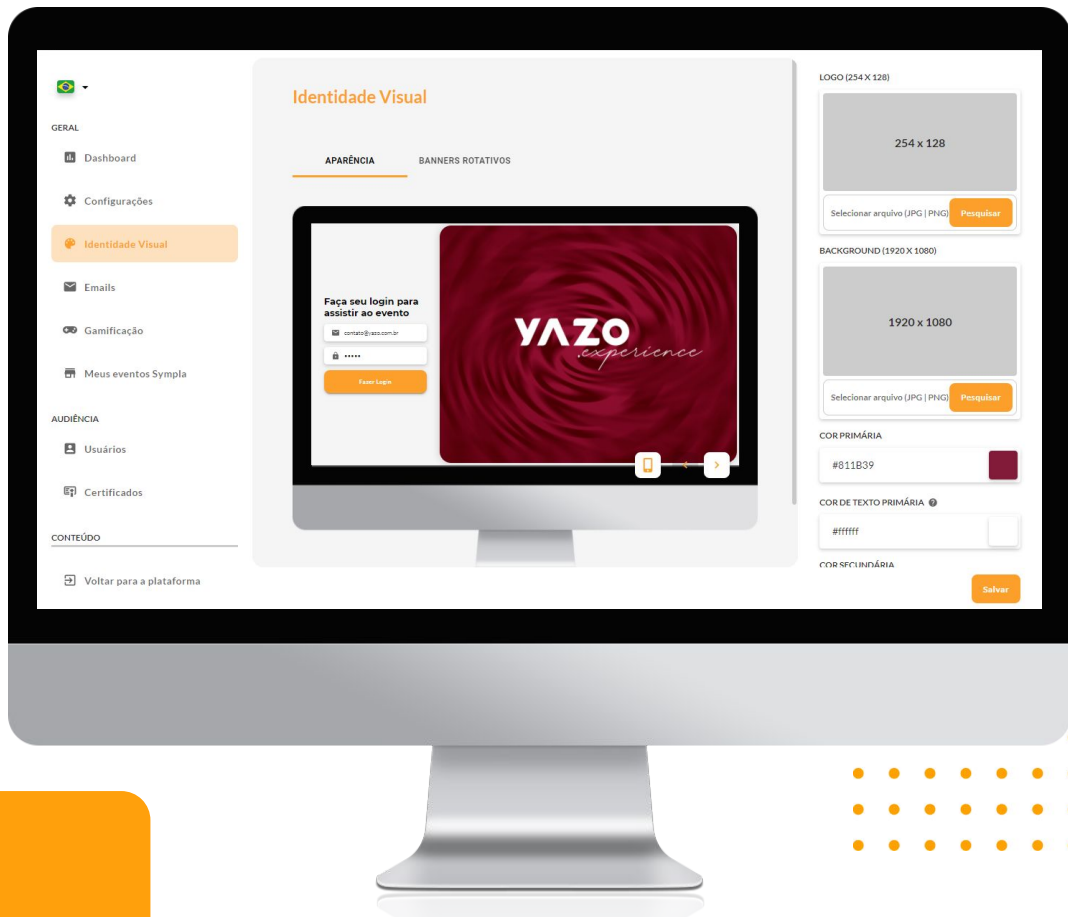 GERAL
Dashboard
Configurações
Identidade Visual
Emails
Gamificação
Meus eventos Sympla
AUDIÊNCIA
Usuários
Certificados
CONTEÚDO
Voltar para a plataforma
Identidade Visual
APARÊNCIA
BANNERS ROTATIVOS
Faça seu login para
assistir ao evento
contato@yazo.com.br
•••••
Fazer Login
YAZO
.experience
LOGO (254 X 128)
254 x 128
Selecionar arquivo (JPG | PNG)
Pesquisar
BACKGROUND (1920 X 1080)
1920 x 1080
Selecionar arquivo (JPG | PNG)
Pesquisar
COR PRIMÁRIA
#811B39
COR DE TEXTO PRIMÁRIA
#ffffff
COR SECUNDÁRIA
Salvar